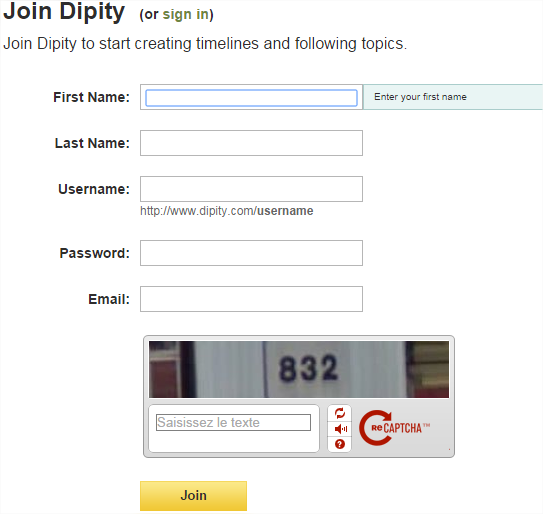 Join Dipity (or sign in)
Join Dipity to start creating timelines and following topics.
First Name: Enter your first name
Last Name:
Username:
http://www.dipity.com/username
Password:
Email:
832
Saisissez le texte
reCAPTCHA™
Join